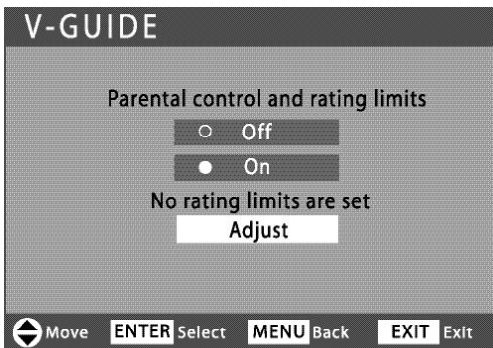 V-GUIDE
Parental control and rating limits
Off
On
No rating limits are set
Adjust
Move ENTER Select MENU Back EXIT Exit